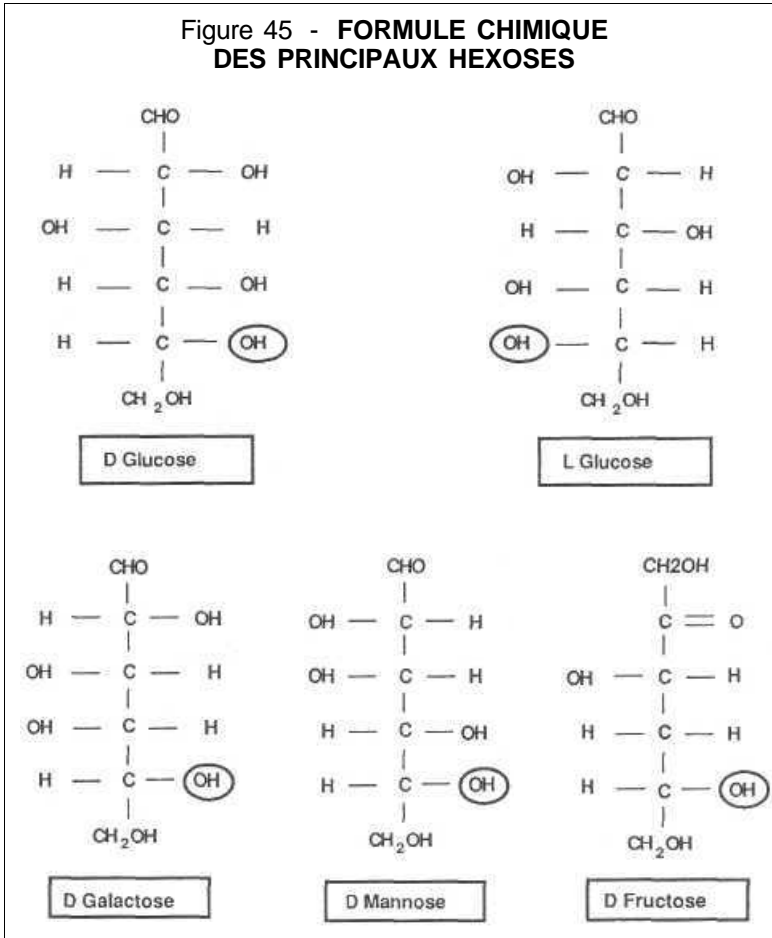 Figure 45 - FORMULE CHIMIQUE
DES PRINCIPAUX HEXOSES
CHO
H — C — OH
OH — C — H
H — C — OH
H — C — OH
CH₂OH
D Glucose
CHO
OH — C — H
H — C — OH
OH — C — H
OH — C — H
CH₂OH
L Glucose
CHO
H — C — OH
OH — C — H
OH — C — H
H — C — OH
CH₂OH
D Galactose
CHO
OH — C — H
OH — C — H
H — C — OH
H — C — OH
CH₂OH
D Mannose
CH2OH
C = O
OH — C — H
H — C — H
H — C — OH
CH₂OH
D Fructose